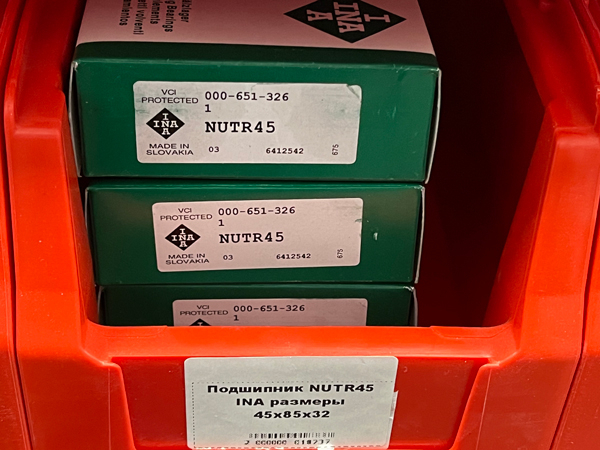 INA
VCI
PROTECTED
000-651-326
1
INA
NUTR45
MADE IN
SLOVAKIA
03
6412542
675
VCI
PROTECTED
000-651-326
1
INA
NUTR45
MADE IN
SLOVAKIA
03
6412542
675
VCI
PROTECTED
000-651-326
1
Подшипник NUTR45
INA размеры
45x85x32